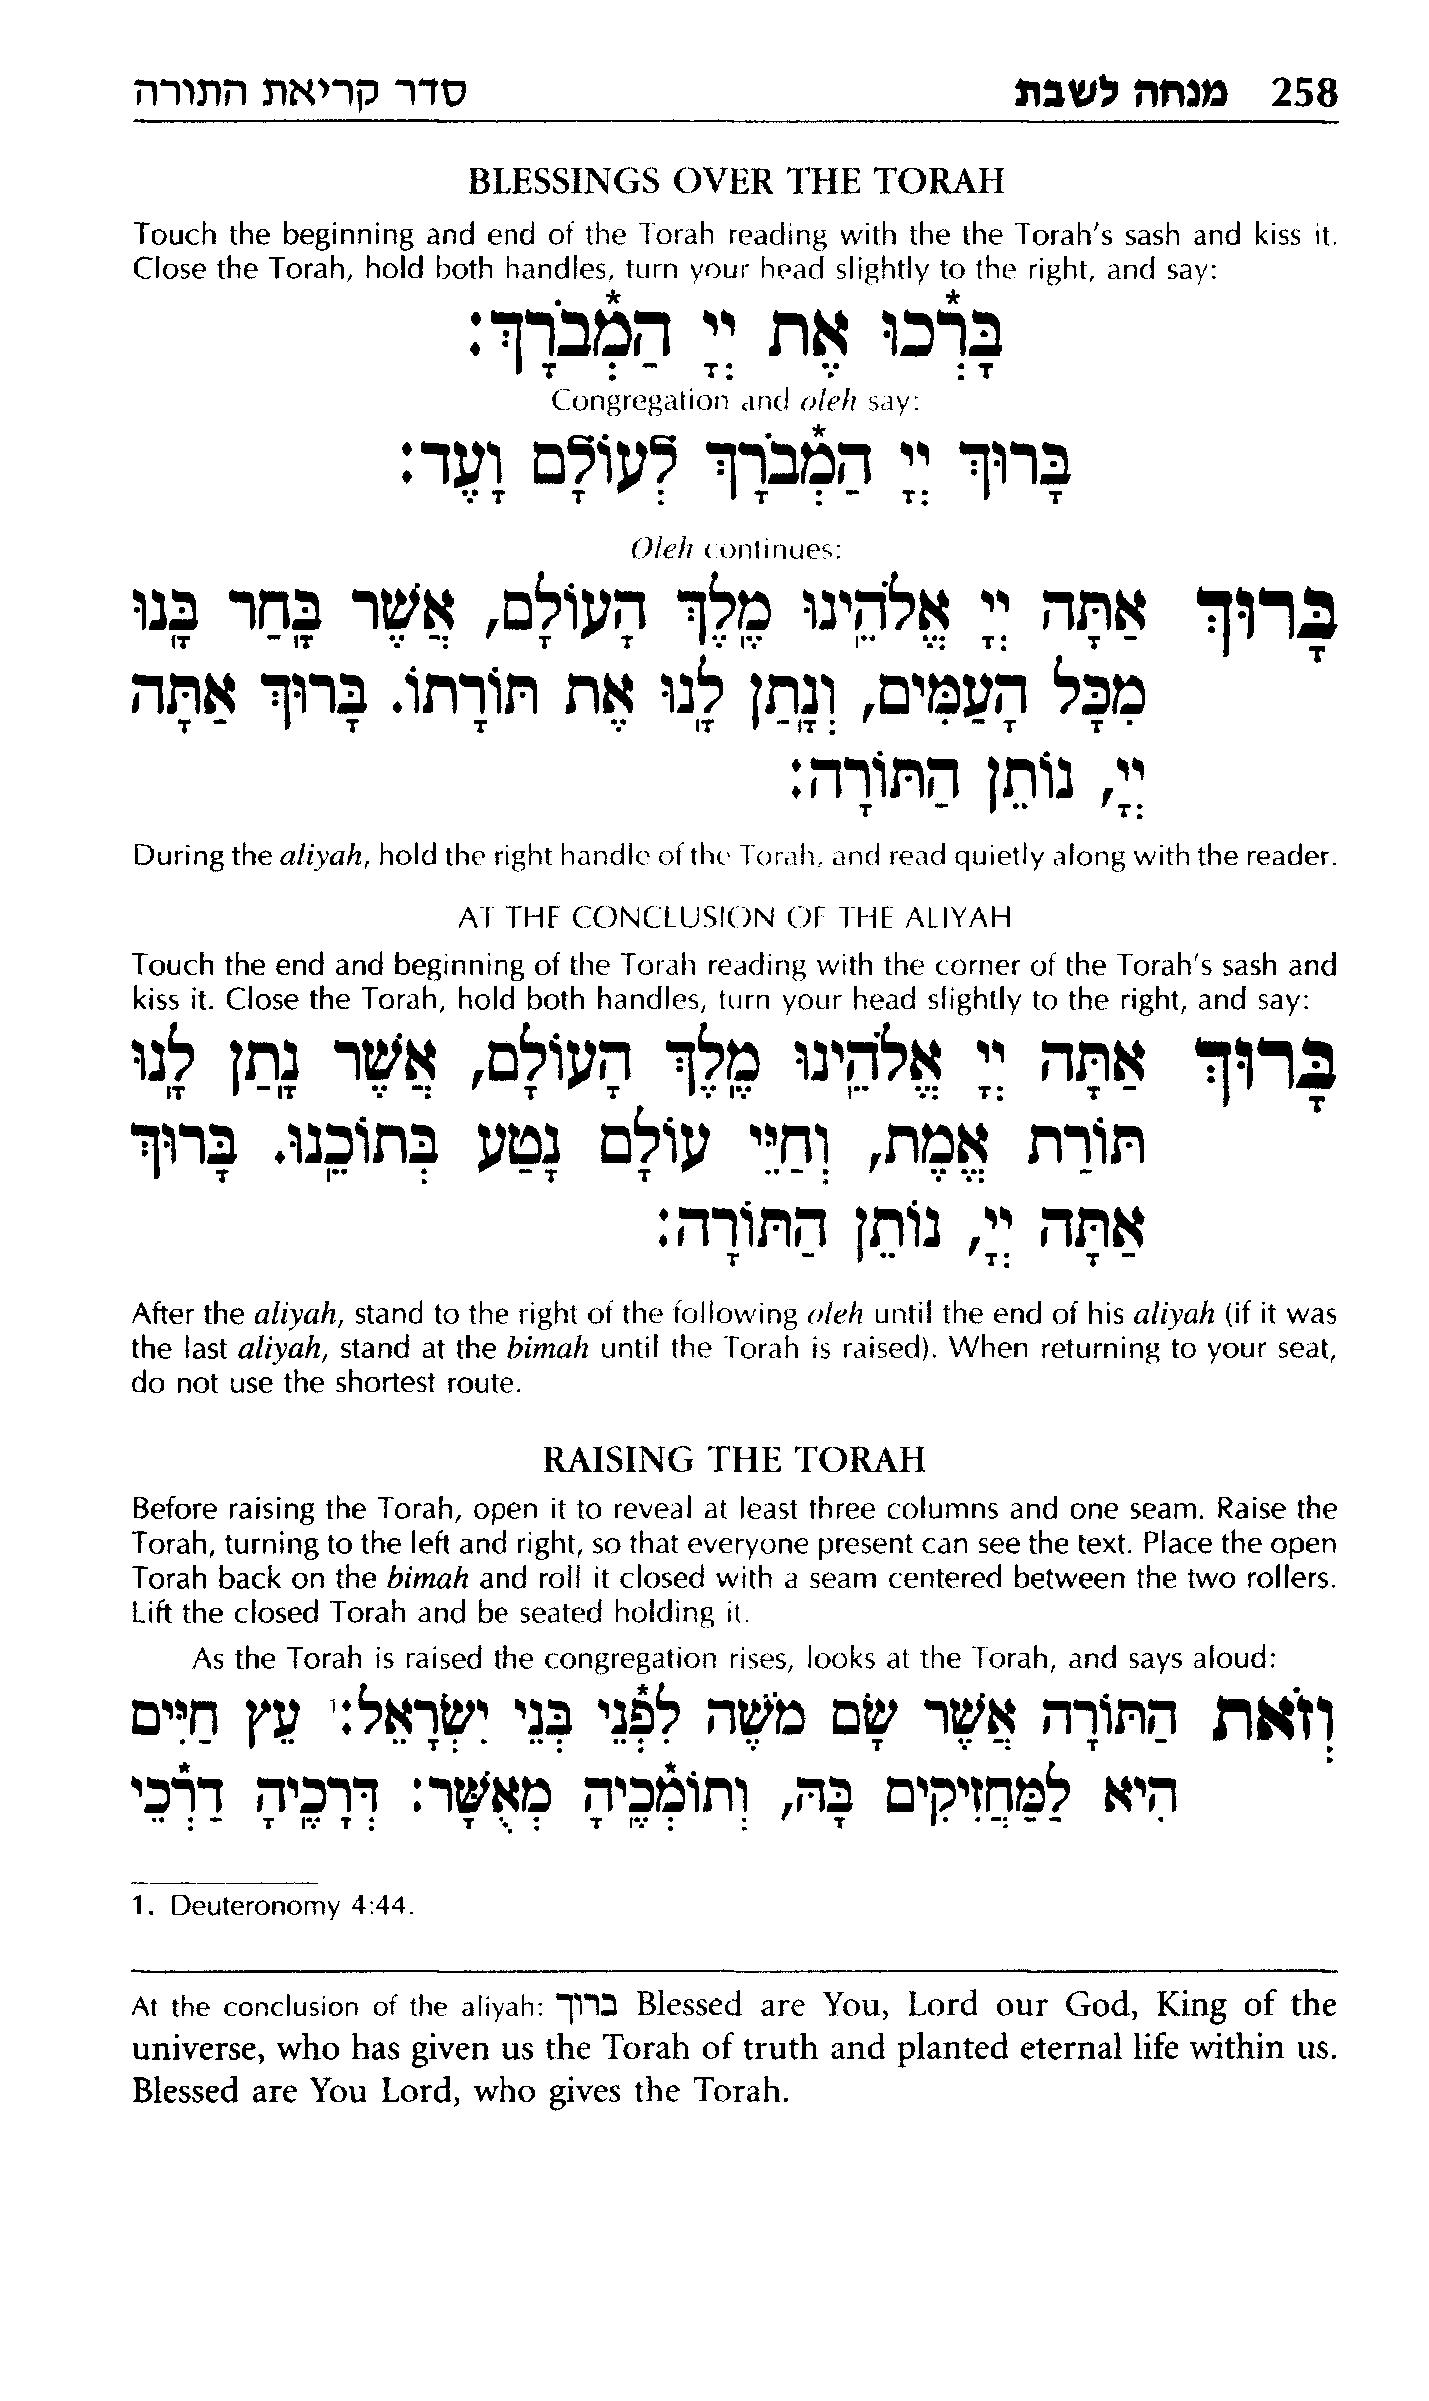 258 מנחה לשבת סדר קריאת התורה
BLESSINGS OVER THE TORAH
Touch the beginning and end of the Torah reading with the the Torah's sash and kiss it.
Close the Torah, hold both handles, turn your head slightly to the right, and say:
בָּרְ֯כוּ אֶת יְיָ הַמְ֯בֹרָךְ:
Congregation and oleh say:
בָּרוּךְ יְיָ הַמְ֯בֹרָךְ לְעוֹלָם וָעֶד:
Oleh continues:
בָּרוּךְ אַתָּה יְיָ אֱלֹהֵֽינוּ מֶֽלֶךְ הָעוֹלָם, אֲשֶׁר בָּֽחַר בָּֽנוּ
מִכָּל הָעַמִּים, וְנָֽתַן לָֽנוּ אֶת תּוֹרָתוֹ. בָּרוּךְ אַתָּה
יְיָ, נוֹתֵן הַתּוֹרָה:
During the aliyah, hold the right handle of the Torah, and read quietly along with the reader.
AT THE CONCLUSION OF THE ALIYAH
Touch the end and beginning of the Torah reading with the corner of the Torah's sash and
kiss it. Close the Torah, hold both handles, turn your head slightly to the right, and say:
בָּרוּךְ אַתָּה יְיָ אֱלֹהֵֽינוּ מֶֽלֶךְ הָעוֹלָם, אֲשֶׁר נָֽתַן לָֽנוּ
תּוֹרַת אֱמֶת, וְחַיֵּי עוֹלָם נָטַע בְּתוֹכֵֽנוּ. בָּרוּךְ
אַתָּה יְיָ, נוֹתֵן הַתּוֹרָה:
After the aliyah, stand to the right of the following oleh until the end of his aliyah (if it was
the last aliyah, stand at the bimah until the Torah is raised). When returning to your seat,
do not use the shortest route.
RAISING THE TORAH
Before raising the Torah, open it to reveal at least three columns and one seam. Raise the
Torah, turning to the left and right, so that everyone present can see the text. Place the open
Torah back on the bimah and roll it closed with a seam centered between the two rollers.
Lift the closed Torah and be seated holding it.
As the Torah is raised the congregation rises, looks at the Torah, and says aloud:
וְזֹאת הַתּוֹרָה אֲשֶׁר שָׂם מֹשֶׁה לִפְ֯נֵי בְּנֵי יִשְׂרָאֵל:¹ עֵץ חַיִּים
הִיא לַמַּחֲזִיקִים בָּהּ, וְתוֹמְ֯כֶֽיהָ מְאֻשָּׁר: דְּרָכֶֽיהָ דַרְ֯כֵי
1. Deuteronomy 4:44.
At the conclusion of the aliyah: ברוך Blessed are You, Lord our God, King of the
universe, who has given us the Torah of truth and planted eternal life within us.
Blessed are You Lord, who gives the Torah.